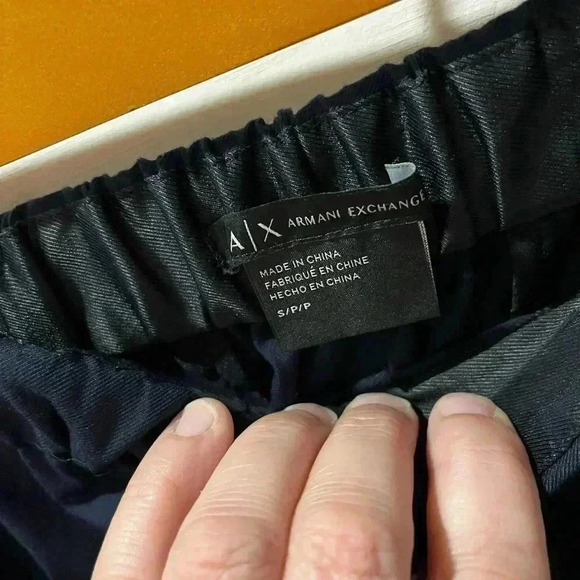 A|X ARMANI EXCHANGE
MADE IN CHINA
FABRIQUÉ EN CHINE
HECHO EN CHINA
S/P/P